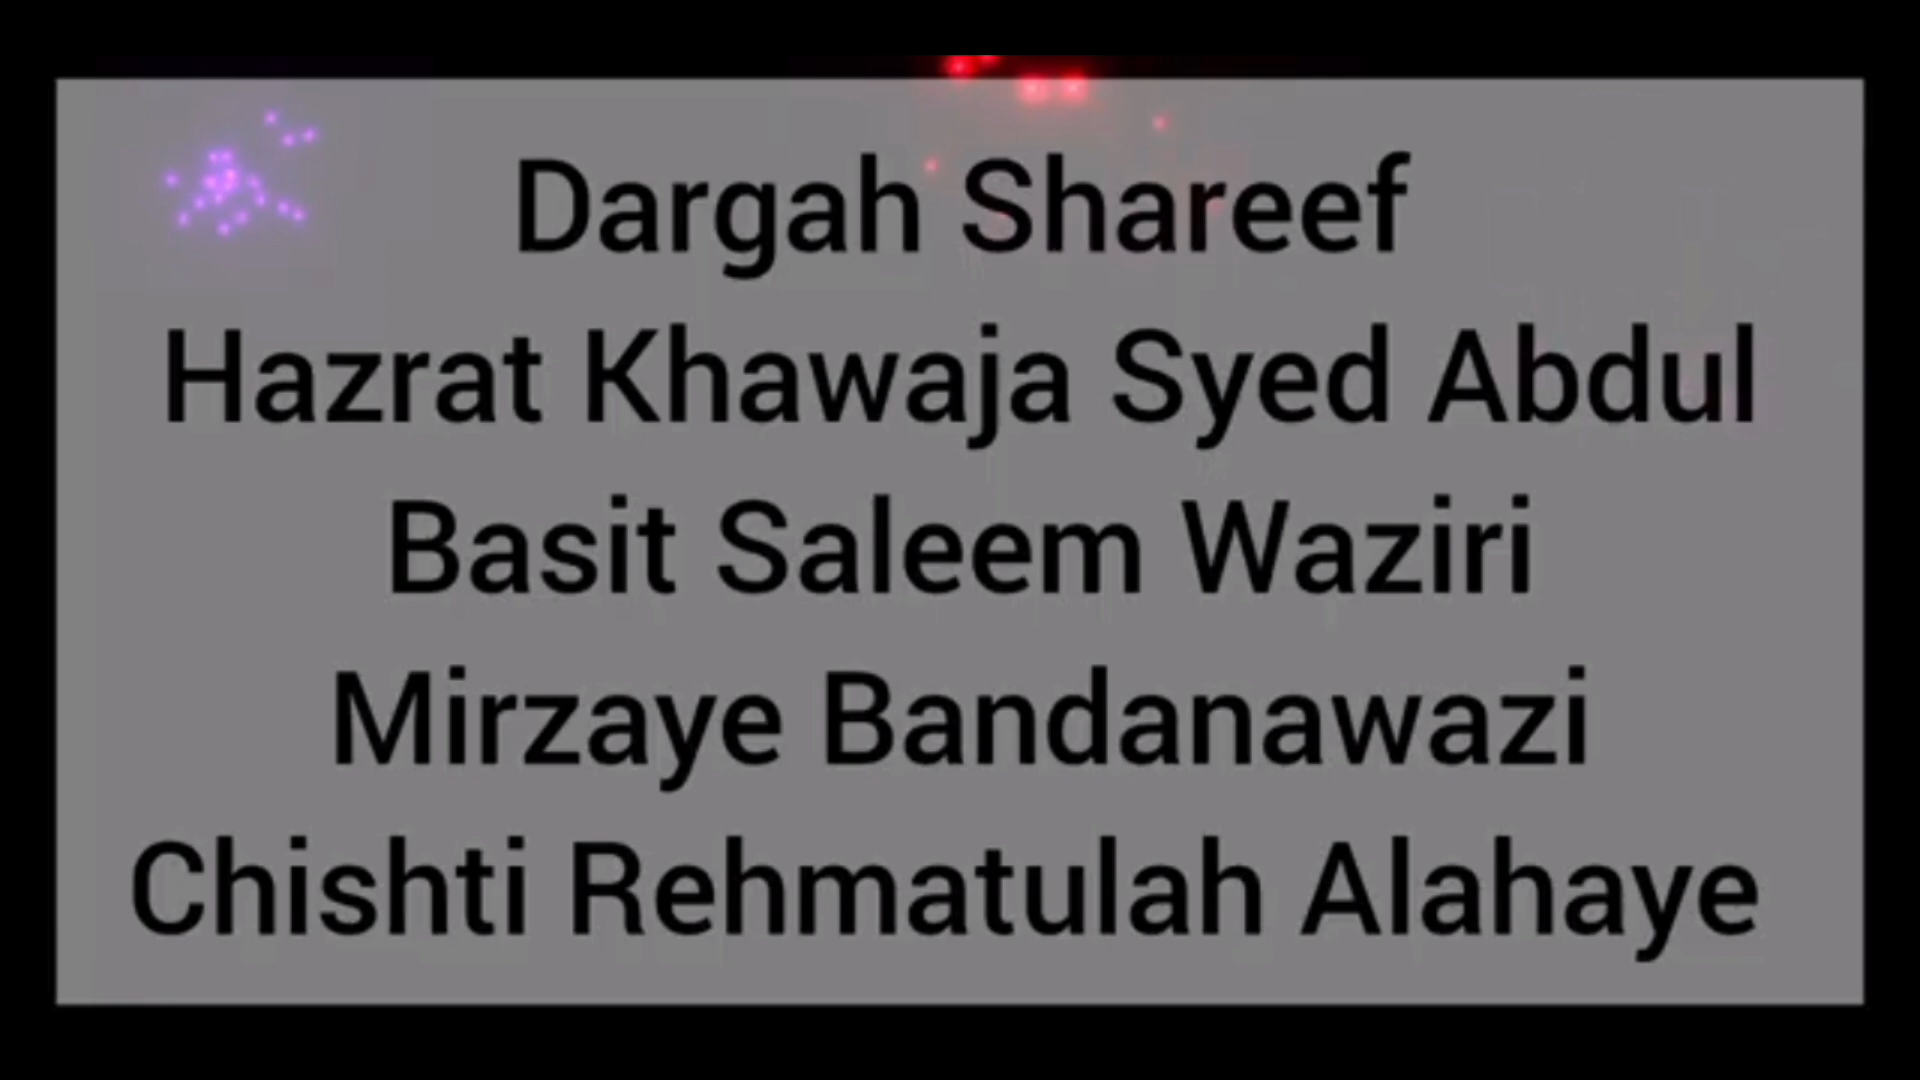 Dargah Shareef
Hazrat Khawaja Syed Abdul
Basit Saleem Waziri
Mirzaye Bandanawazi
Chishti Rehmatulah Alahaye